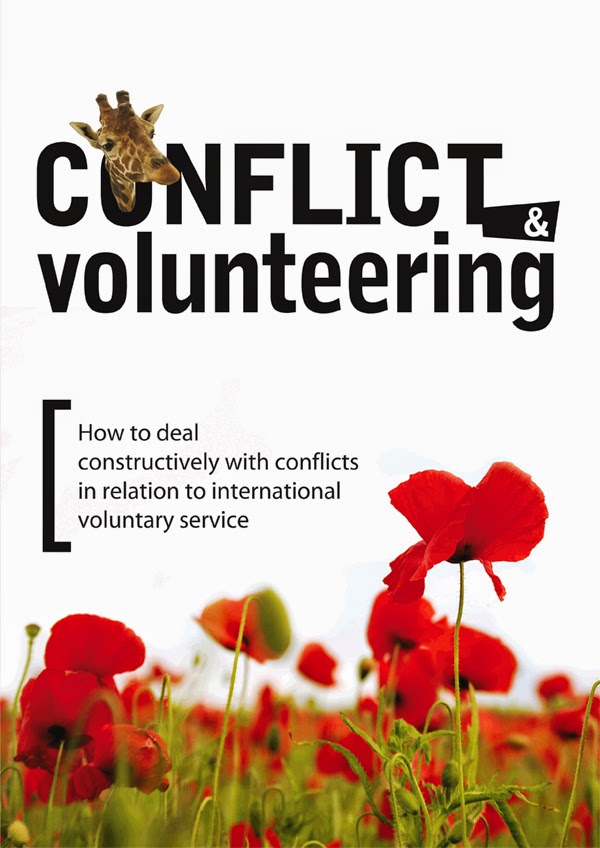 CONFLICT
&
volunteering
How to deal
constructively with conflicts
in relation to international
voluntary service